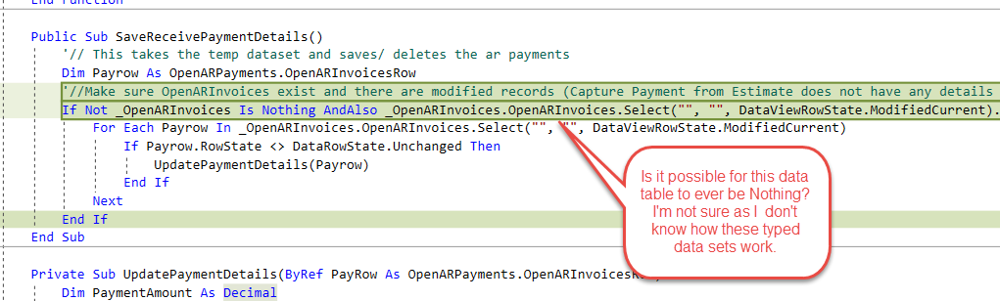 End Function
Public Sub SaveReceivePaymentDetails()
'// This takes the temp dataset and saves/ deletes the ar payments
Dim Payrow As OpenARPayments.OpenARInvoicesRow
'//Make sure OpenARInvoices exist and there are modified records (Capture Payment from Estimate does not have any details
If Not _OpenARInvoices Is Nothing AndAlso _OpenARInvoices.OpenARInvoices.Select("", "", DataViewRowState.ModifiedCurrent).
For Each Payrow In _OpenARInvoices.OpenARInvoices.Select("", "", DataViewRowState.ModifiedCurrent)
If Payrow.RowState <> DataRowState.Unchanged Then
UpdatePaymentDetails(Payrow)
End If
Next
End If
End Sub
Is it possible for this data
table to ever be Nothing?
I'm not sure as I don't
know how these typed
data sets work.
Private Sub UpdatePaymentDetails(ByRef PayRow As OpenARPayments.OpenARInvoicesRo
Dim PaymentAmount As Decimal